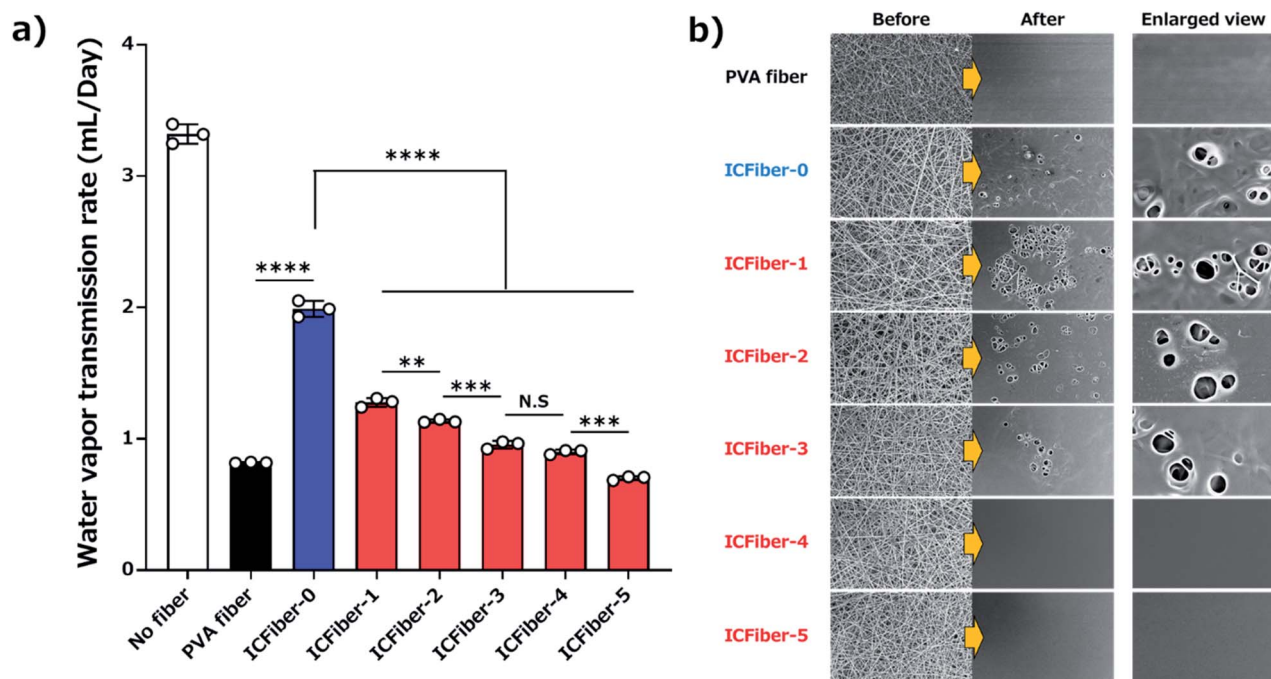 a)
Water vapor transmission rate (mL/Day)
4
3
2
1
0
****
****
**
***
N.S
***
No fiber
PVA fiber
ICFiber-0
ICFiber-1
ICFiber-2
ICFiber-3
ICFiber-4
ICFiber-5
b)
Before After Enlarged view
PVA fiber
ICFiber-0
ICFiber-1
ICFiber-2
ICFiber-3
ICFiber-4
ICFiber-5